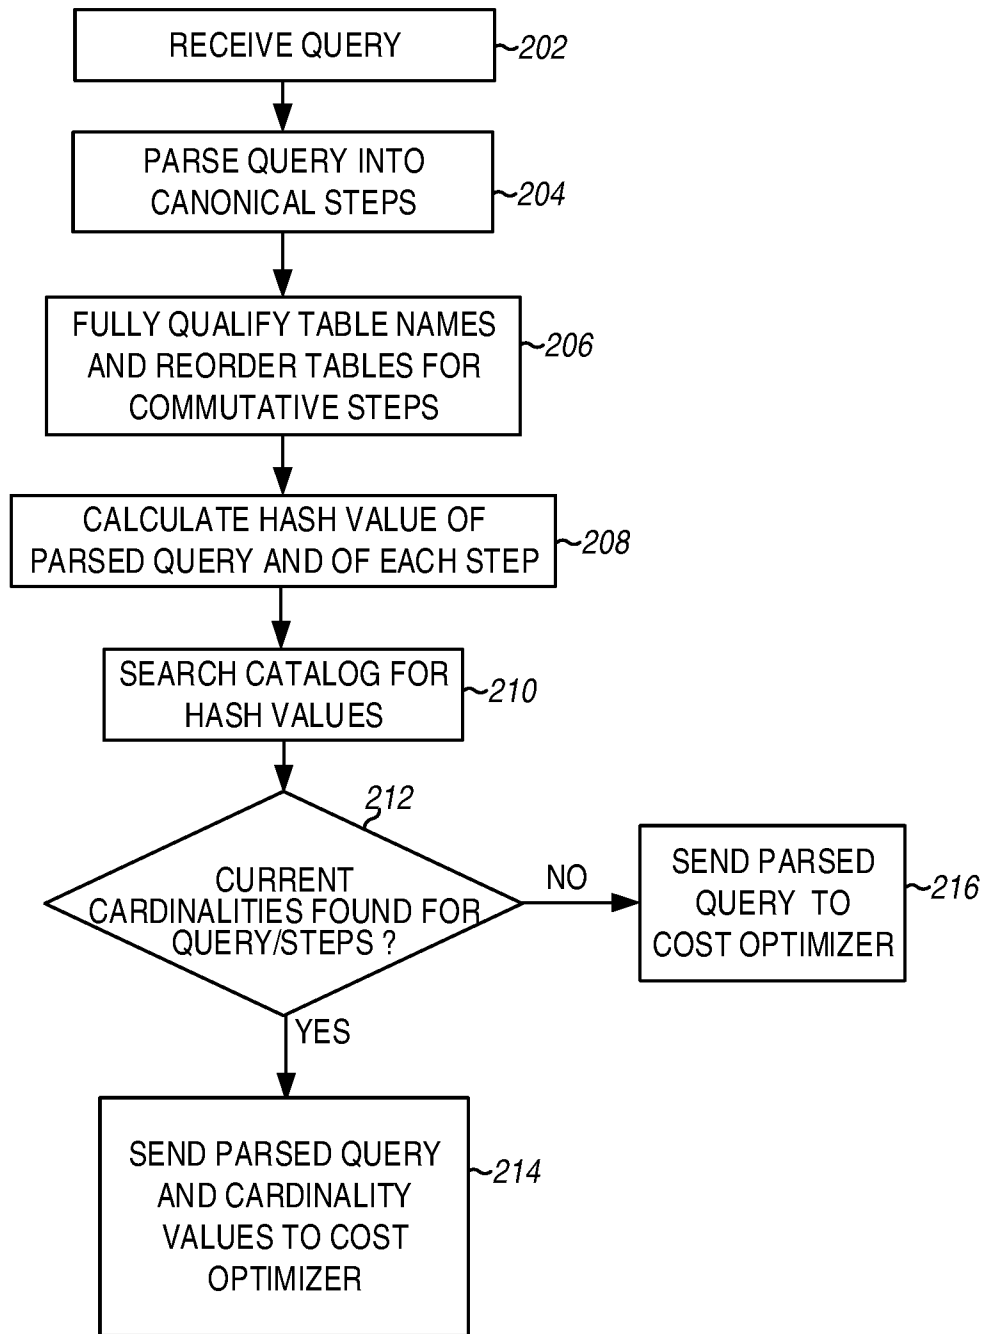 RECEIVE QUERY
202
PARSE QUERY INTO
CANONICAL STEPS
204
FULLY QUALIFY TABLE NAMES
AND REORDER TABLES FOR
COMMUTATIVE STEPS
206
CALCULATE HASH VALUE OF
PARSED QUERY AND OF EACH STEP
208
SEARCH CATALOG FOR
HASH VALUES
210
212
CURRENT
CARDINALITIES FOUND FOR
QUERY/STEPS ?
NO
SEND PARSED
QUERY TO
COST OPTIMIZER
216
YES
SEND PARSED QUERY
AND CARDINALITY
VALUES TO COST
OPTIMIZER
214